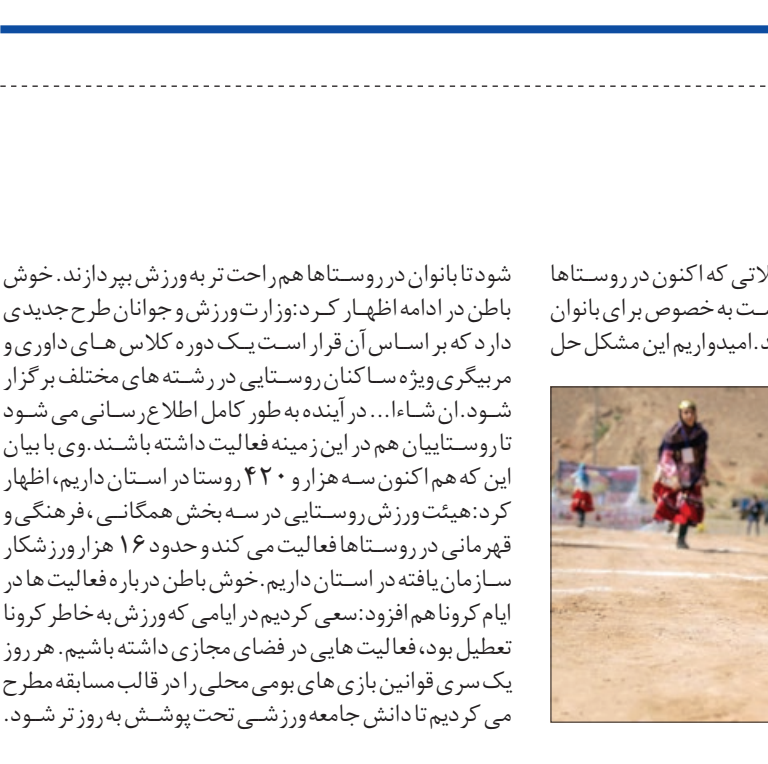 لاتی که اکنون در روستاها
ست به خصوص برای بانوان
د. امیدواریم این مشکل حل
شود تا بانوان در روستاها هم راحت تر به ورزش بپردازند. خوش
باطن در ادامه اظهار کرد: وزارت ورزش و جوانان طرح جدیدی
دارد که بر اساس آن قرار است یک دوره کلاس های داوری و
مربیگری ویژه ساکنان روستایی در رشته های مختلف برگزار
شود. ان شاءا... در آینده به طور کامل اطلاع رسانی می شود
تا روستاییان هم در این زمینه فعالیت داشته باشند. وی با بیان
این که هم اکنون سه هزار و ۴۲۰ روستا در استان داریم، اظهار
کرد: هیئت ورزش روستایی در سه بخش همگانی، فرهنگی و
قهرمانی در روستاها فعالیت می کند و حدود ۱۶ هزار ورزشکار
سازمان یافته در استان داریم. خوش باطن درباره فعالیت ها در
ایام کرونا هم افزود: سعی کردیم در ایامی که ورزش به خاطر کرونا
تعطیل بود، فعالیت هایی در فضای مجازی داشته باشیم. هر روز
یک سری قوانین بازی های بومی محلی را در قالب مسابقه مطرح
می کردیم تا دانش جامعه ورزشی تحت پوشش به روز تر شود.